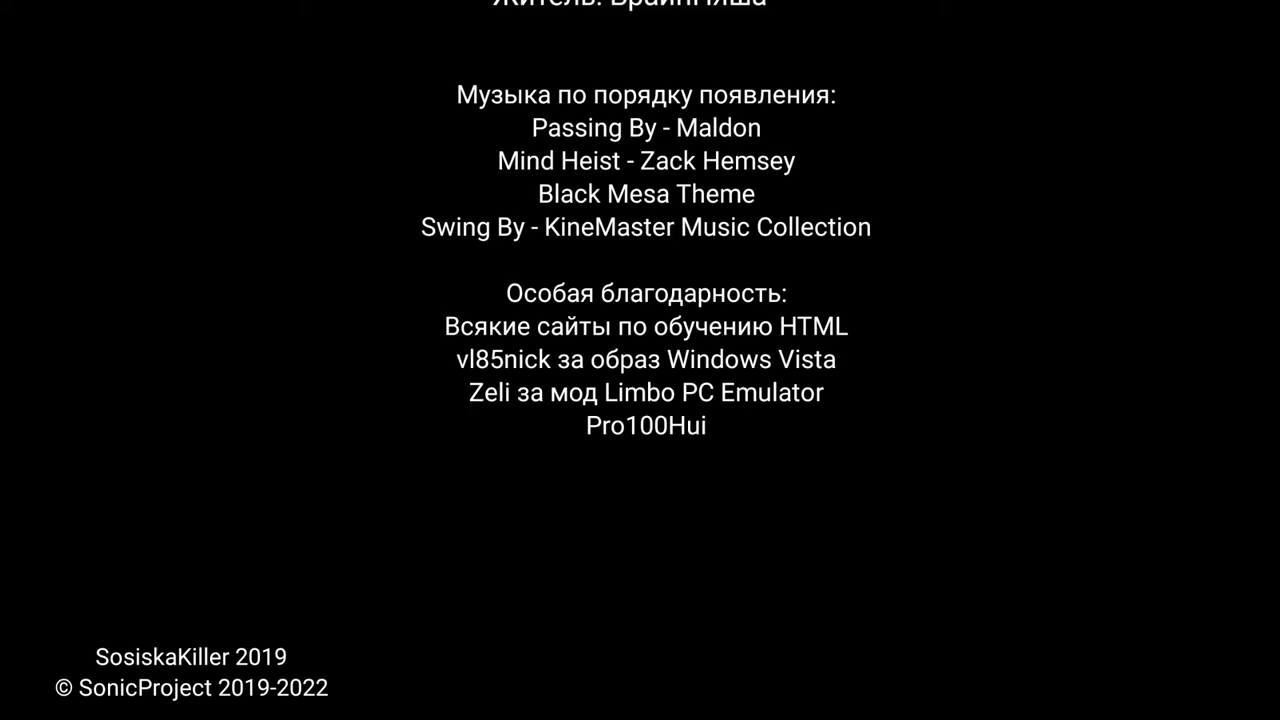 Житель: БрайнНяша
Музыка по порядку появления:
Passing By - Maldon
Mind Heist - Zack Hemsey
Black Mesa Theme
Swing By - KineMaster Music Collection
Особая благодарность:
Всякие сайты по обучению HTML
vl85nick за образ Windows Vista
Zeli за мод Limbo PC Emulator
Pro100Hui
SosiskaKiller 2019
© SonicProject 2019-2022